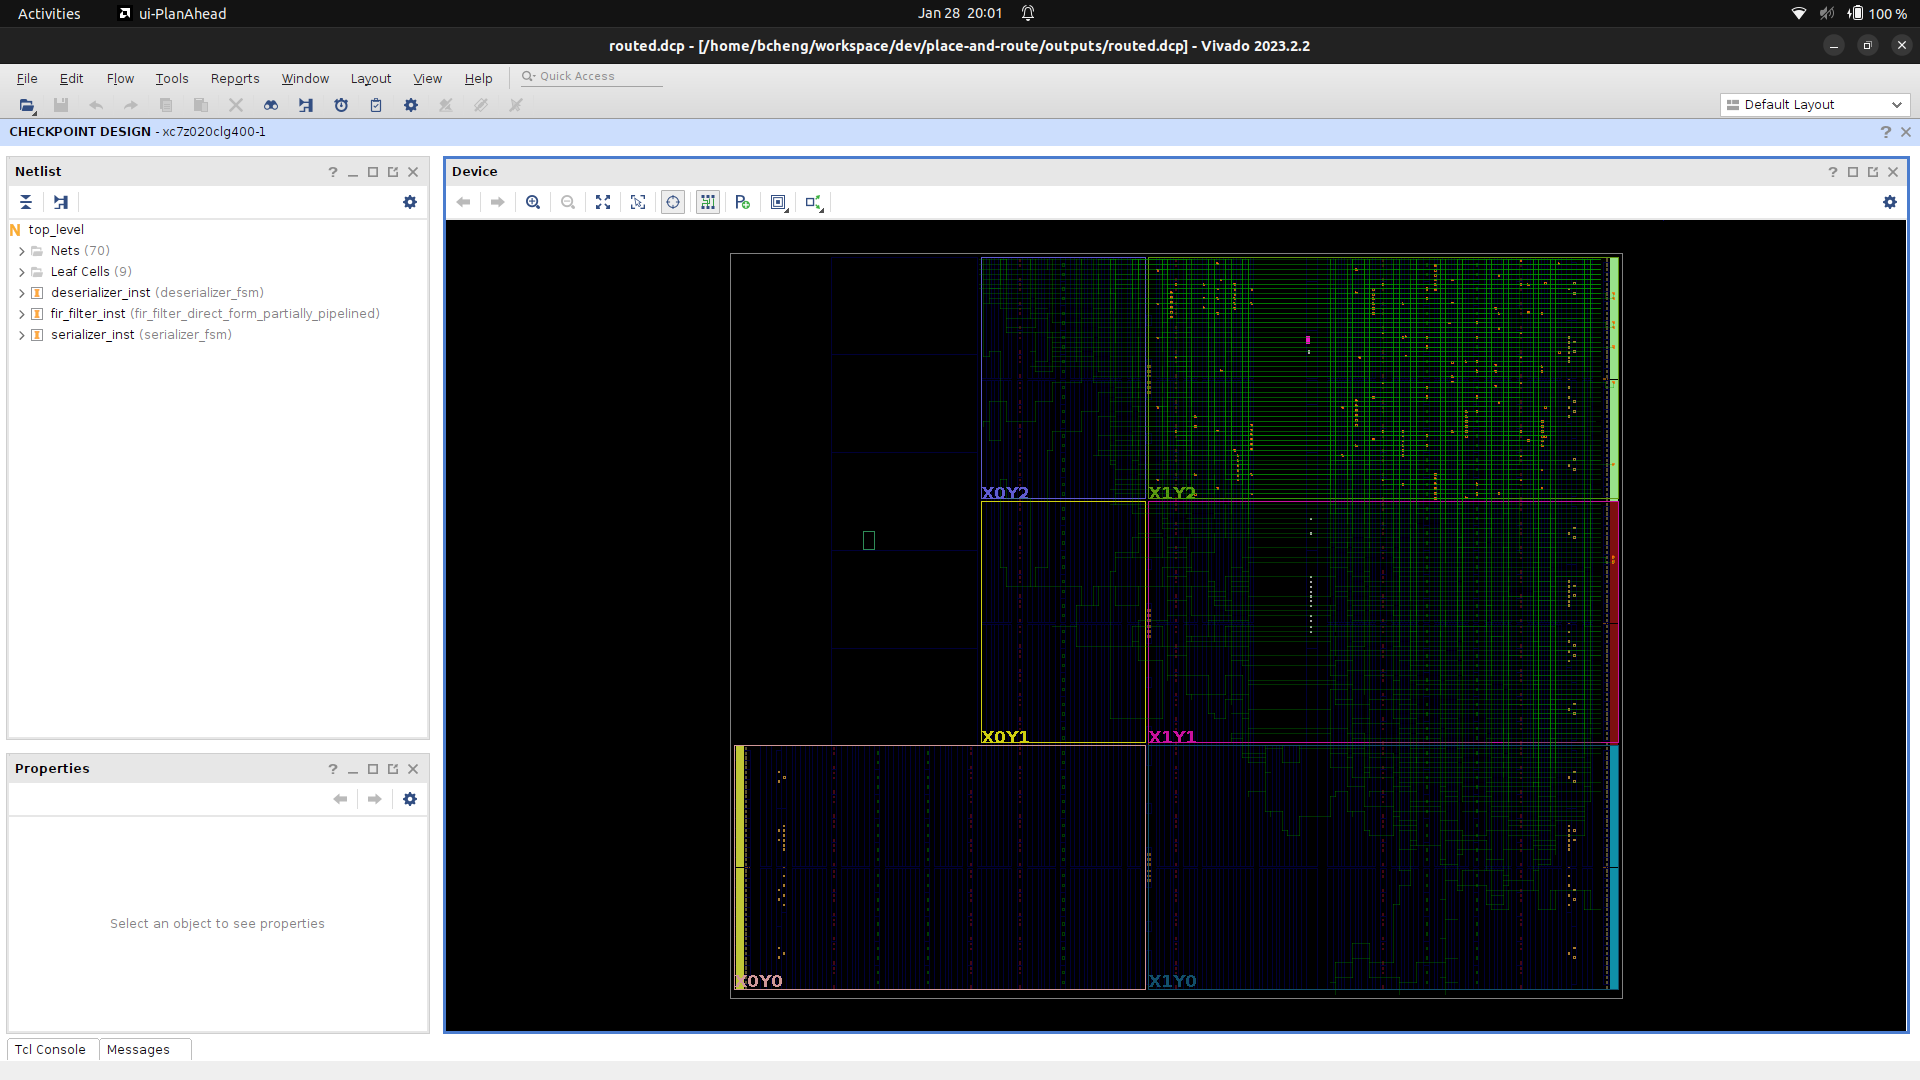 Activities ui-PlanAhead Jan 28 20:01 100 %
routed.dcp - [/home/bcheng/workspace/dev/place-and-route/outputs/routed.dcp] - Vivado 2023.2.2
File Edit Flow Tools Reports Window Layout View Help Quick Access
Default Layout
CHECKPOINT DESIGN - xc7z020clg400-1
Netlist
top_level
Nets (70)
Leaf Cells (9)
deserializer_inst (deserializer_fsm)
fir_filter_inst (fir_filter_direct_form_partially_pipelined)
serializer_inst (serializer_fsm)
Properties
Select an object to see properties
Device
X0Y2 X1Y2
X0Y1 X1Y1
X0Y0 X1Y0
Tcl Console Messages